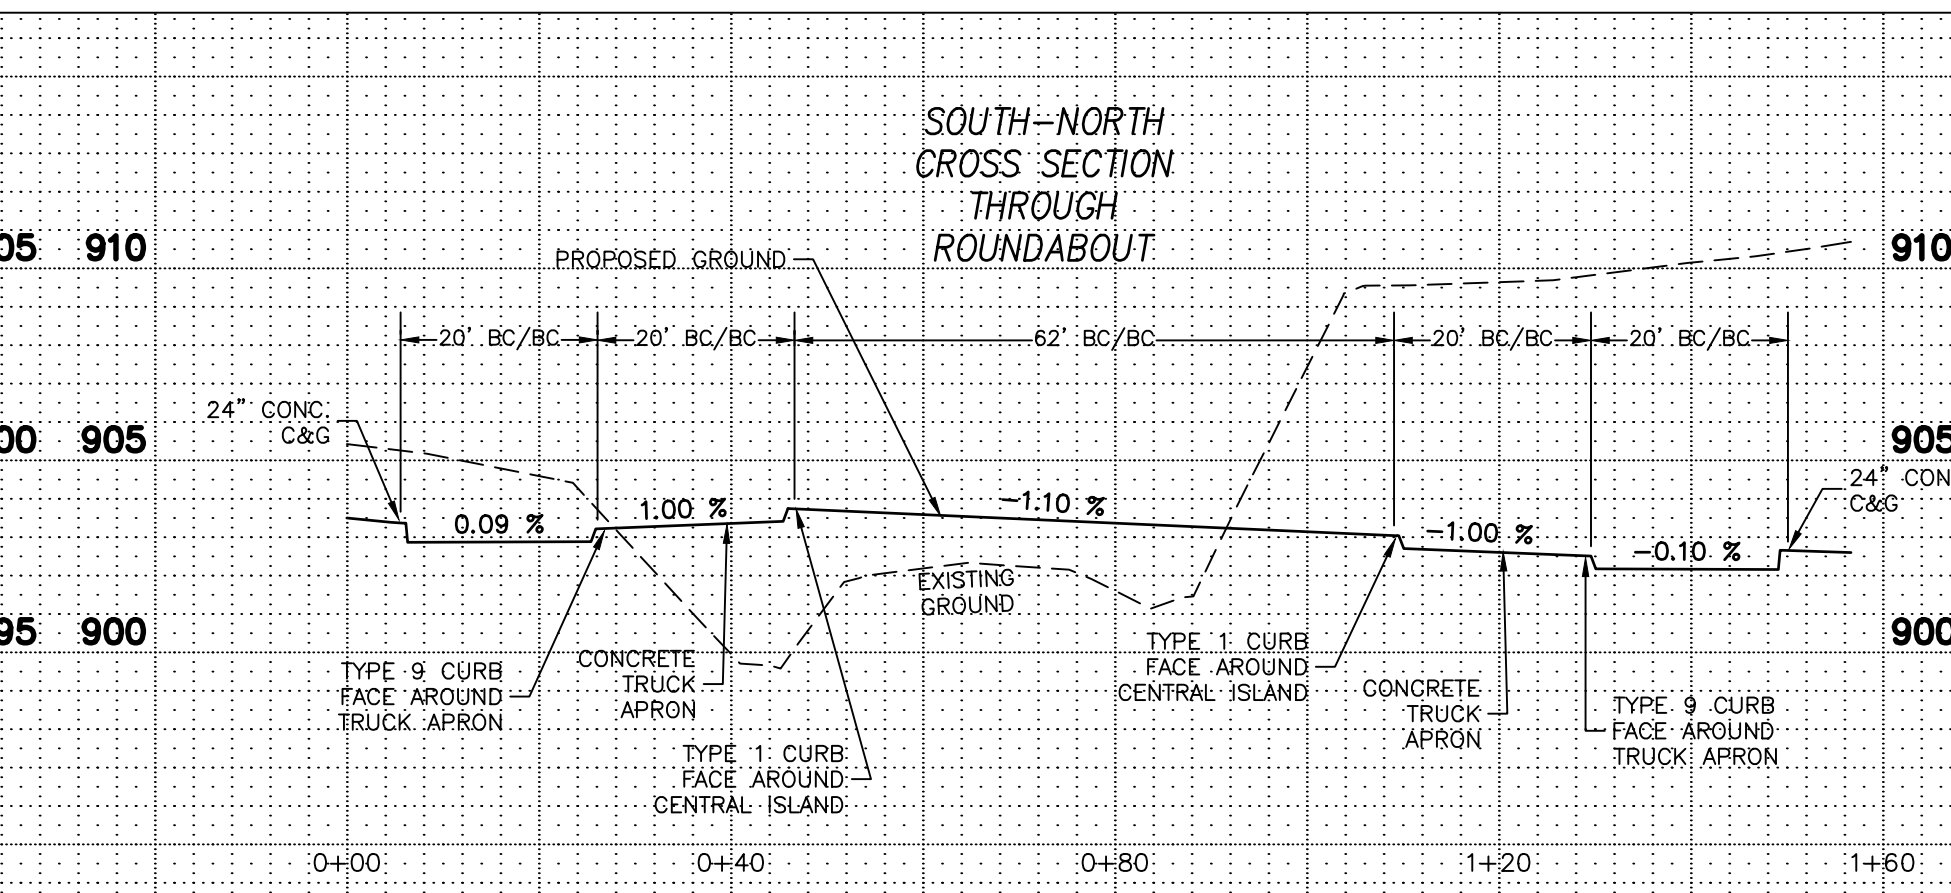 SOUTH-NORTH
CROSS SECTION
THROUGH
ROUNDABOUT
05 910
910
PROPOSED GROUND
20' BC/BC
20' BC/BC
62' BC/BC
20' BC/BC
20' BC/BC
24" CONC.
C&G
00 905
905
24" CON
C&G
0.09 %
1.00 %
-1.10 %
-1.00 %
-0.10 %
EXISTING
GROUND
95 900
900
TYPE 9 CURB
FACE AROUND
TRUCK APRON
CONCRETE
TRUCK
APRON
TYPE 1 CURB
FACE AROUND
CENTRAL ISLAND
TYPE 1 CURB
FACE AROUND
CENTRAL ISLAND
CONCRETE
TRUCK
APRON
TYPE 9 CURB
FACE AROUND
TRUCK APRON
0+00 0+40 0+80 1+20 1+60